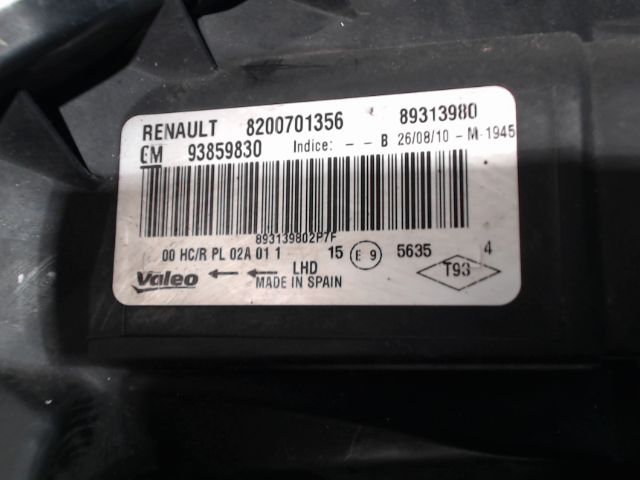 RENAULT 8200701356 89313980
GM 93859830 Indice: - - B 26/08/10 - M 1945
893139802P7F
00 HC/R PL 02A 01 1 15 E 9 5635 4
Valeo LHD T93
MADE IN SPAIN